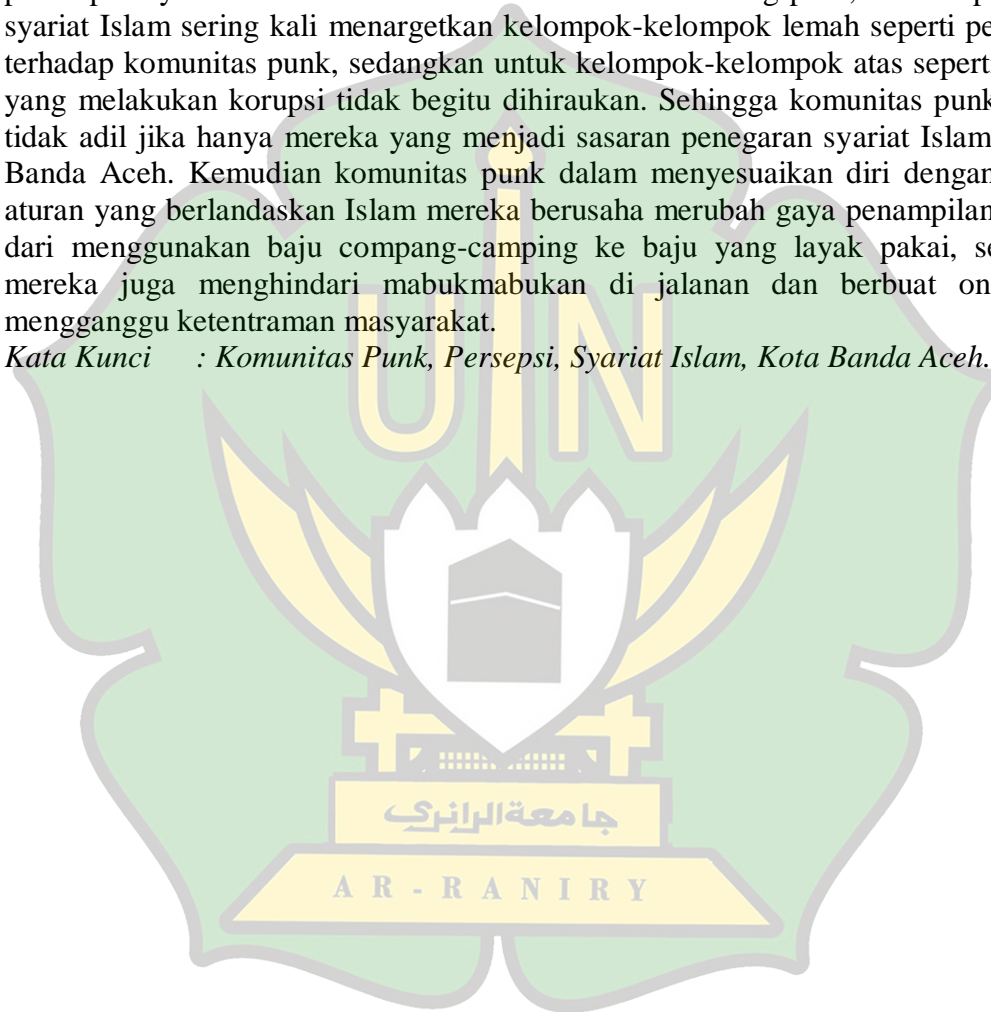 syariat Islam sering kali menargetkan kelompok-kelompok lemah seperti pe
terhadap komunitas punk, sedangkan untuk kelompok-kelompok atas seperti
yang melakukan korupsi tidak begitu dihiraukan. Sehingga komunitas punk
tidak adil jika hanya mereka yang menjadi sasaran penegaran syariat Islam
Banda Aceh. Kemudian komunitas punk dalam menyesuaikan diri dengan
aturan yang berlandaskan Islam mereka berusaha merubah gaya penampilan
dari menggunakan baju compang-camping ke baju yang layak pakai, se
mereka juga menghindari mabukmabukan di jalanan dan berbuat on
mengganggu ketentraman masyarakat.
Kata Kunci : Komunitas Punk, Persepsi, Syariat Islam, Kota Banda Aceh.
UIN
جامعة الرانري
AR-RANIRY